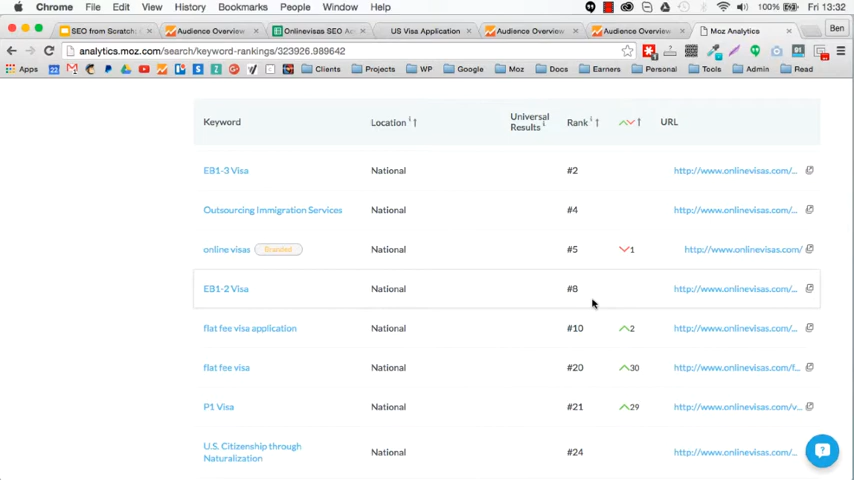 Chrome File Edit View History Bookmarks People Window Help 100% Fri 13:32
SEO from Scratch: Audience Overview Onlinevisas SEO US Visa Application Audience Overview Audience Overview Moz Analytics Ben
analytics.moz.com/search/keyword-rankings/323926.989642
Apps Clients Projects WP Google Moz Docs Earners Personal Tools Admin Read
Keyword Location Universal Results Rank URL
EB1-3 Visa National #2 http://www.onlinevisas.com/...
Outsourcing Immigration Services National #4 http://www.onlinevisas.com/...
online visas Branded National #5 1 http://www.onlinevisas.com/
EB1-2 Visa National #8 http://www.onlinevisas.com/...
flat fee visa application National #10 2 http://www.onlinevisas.com/...
flat fee visa National #20 30 http://www.onlinevisas.com/f...
P1 Visa National #21 29 http://www.onlinevisas.com/v...
U.S. Citizenship through
Naturalization National #24 http://www.onlinevisas.com/...